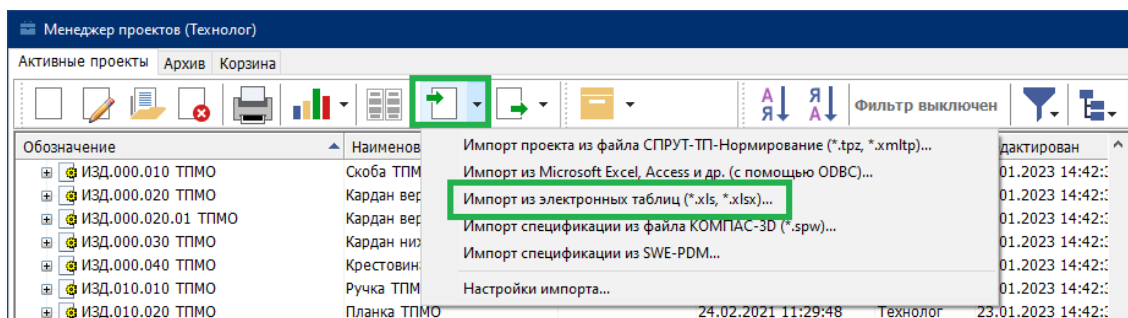 Менеджер проектов (Технолог)
Активные проекты Архив Корзина
А Я Я А Фильтр выключен
Обозначение Наименов
Импорт проекта из файла СПРУТ-ТП-Нормирование (*.tpz, *.xmltp)...
ИЗД.000.010 ТПМО Скоба ТПМ
Импорт из Microsoft Excel, Access и др. (с помощью ODBC)...
01.2023 14:42:
ИЗД.000.020 ТПМО Кардан вер
Импорт из электронных таблиц (*.xls, *.xlsx)...
01.2023 14:42:
ИЗД.000.020.01 ТПМО Кардан вер
Импорт спецификации из файла КОМПАС-3D (*.spw)...
01.2023 14:42:
ИЗД.000.030 ТПМО Кардан них
Импорт спецификации из SWE-PDM...
01.2023 14:42:
ИЗД.000.040 ТПМО Крестовин
01.2023 14:42:
ИЗД.010.010 ТПМО Ручка ТПМ
Настройки импорта...
01.2023 14:42:
ИЗД.010.020 ТПМО Планка ТПМО 24.02.2021 11:29:48 Технолог 23.01.2023 14:42: